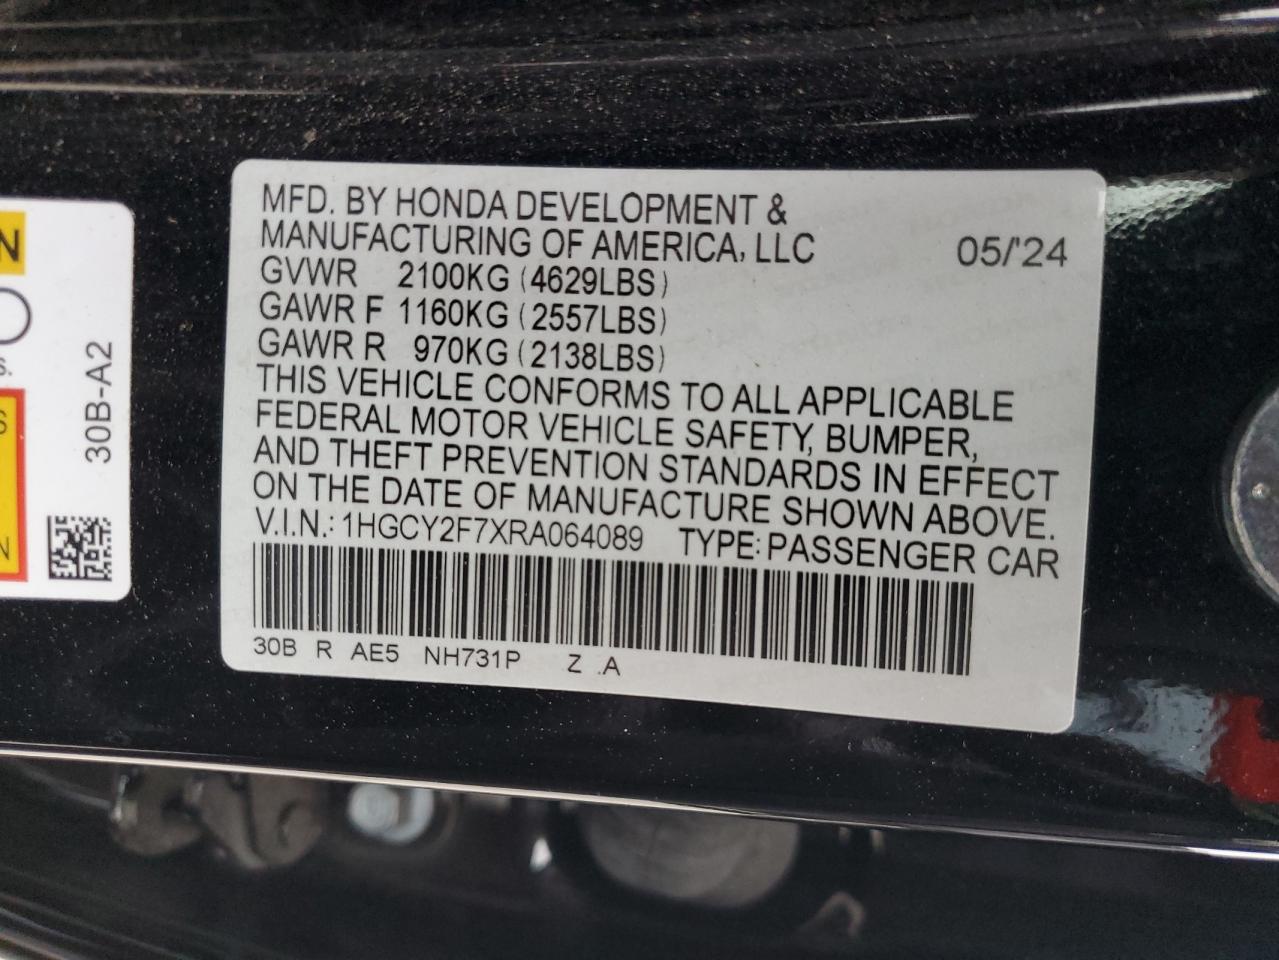 MFD. BY HONDA DEVELOPMENT &
MANUFACTURING OF AMERICA, LLC 05/'24
GVWR 2100KG (4629LBS)
GAWR F 1160KG (2557LBS)
GAWR R 970KG (2138LBS)
THIS VEHICLE CONFORMS TO ALL APPLICABLE
FEDERAL MOTOR VEHICLE SAFETY, BUMPER,
AND THEFT PREVENTION STANDARDS IN EFFECT
ON THE DATE OF MANUFACTURE SHOWN ABOVE.
V.I.N.: 1HGCY2F7XRA064089 TYPE: PASSENGER CAR
30B R AE5 NH731P Z .A
30B-A2